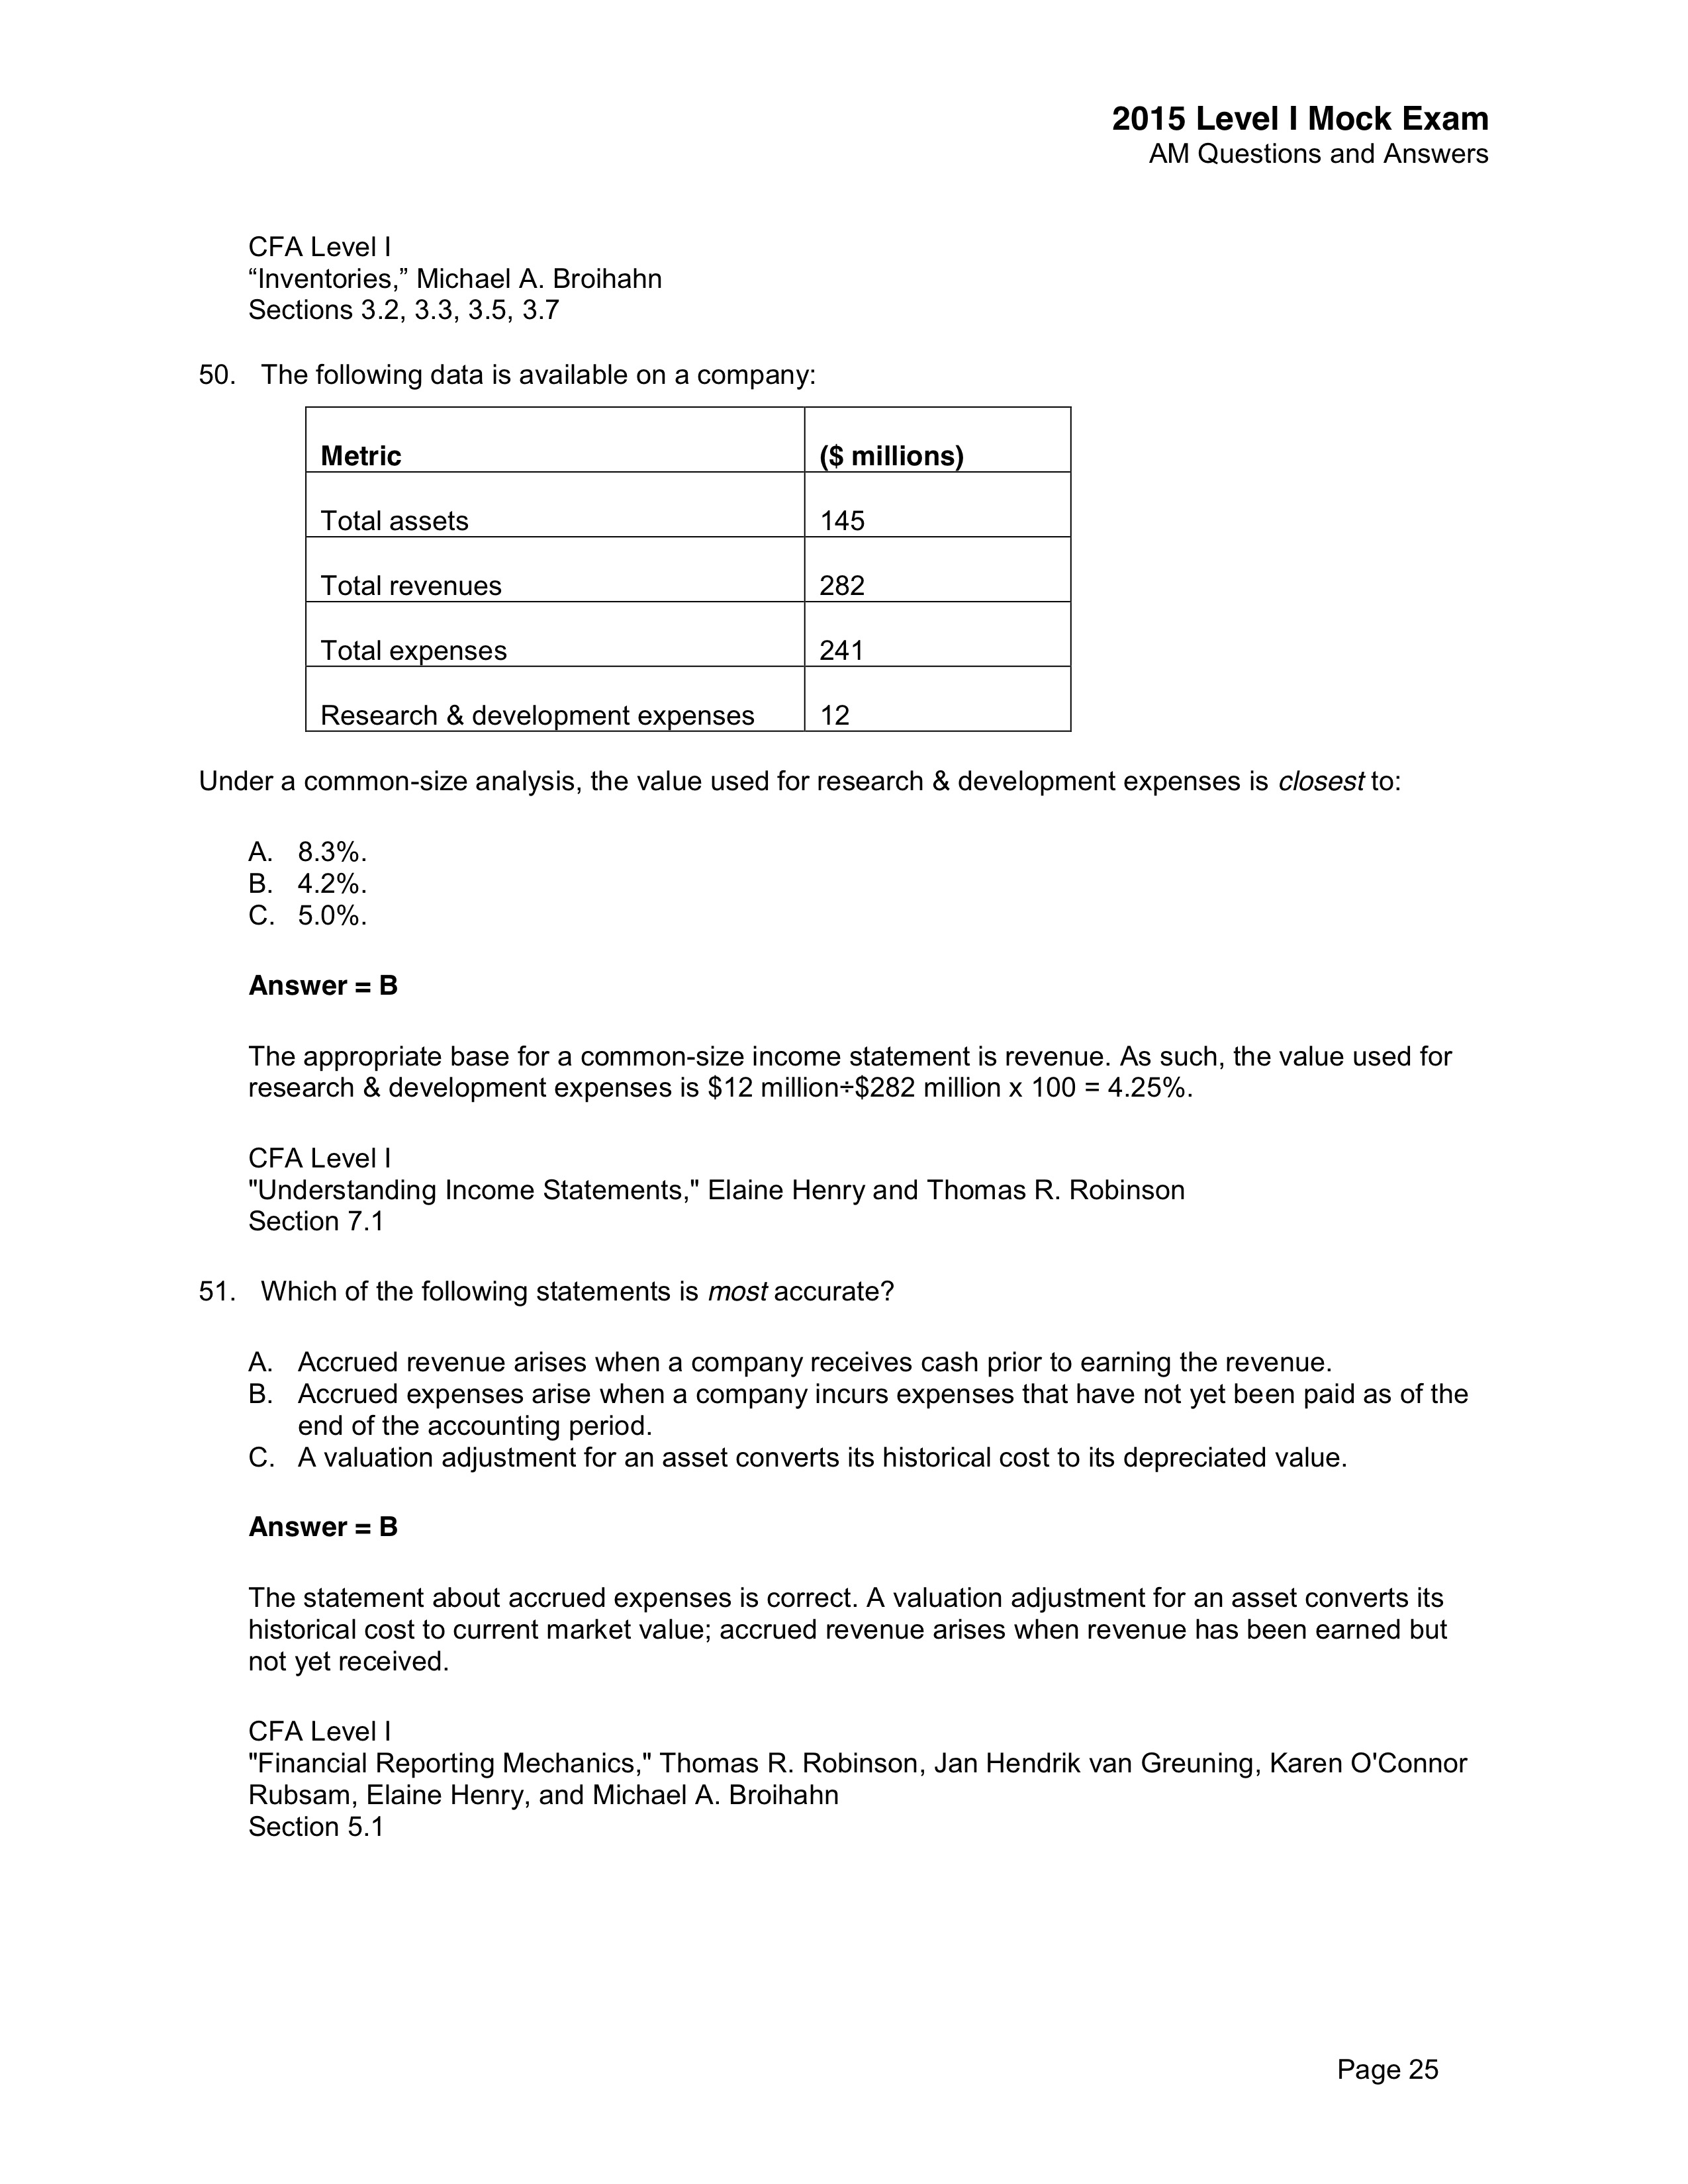 2015 Level I Mock Exam
AM Questions and Answers
CFA Level I
“Inventories,” Michael A. Broihahn
Sections 3.2, 3.3, 3.5, 3.7
50. The following data is available on a company:
Metric ($ millions)
Total assets 145
Total revenues 282
Total expenses 241
Research & development expenses 12
Under a common-size analysis, the value used for research & development expenses is closest to:
A. 8.3%.
B. 4.2%.
C. 5.0%.
Answer = B
The appropriate base for a common-size income statement is revenue. As such, the value used for
research & development expenses is $12 million÷$282 million x 100 = 4.25%.
CFA Level I
"Understanding Income Statements," Elaine Henry and Thomas R. Robinson
Section 7.1
51. Which of the following statements is most accurate?
A. Accrued revenue arises when a company receives cash prior to earning the revenue.
B. Accrued expenses arise when a company incurs expenses that have not yet been paid as of the
end of the accounting period.
C. A valuation adjustment for an asset converts its historical cost to its depreciated value.
Answer = B
The statement about accrued expenses is correct. A valuation adjustment for an asset converts its
historical cost to current market value; accrued revenue arises when revenue has been earned but
not yet received.
CFA Level I
"Financial Reporting Mechanics," Thomas R. Robinson, Jan Hendrik van Greuning, Karen O'Connor
Rubsam, Elaine Henry, and Michael A. Broihahn
Section 5.1
Page 25